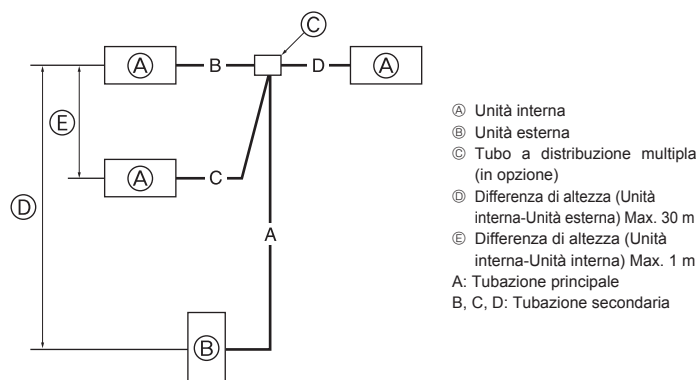 Ⓒ
Ⓐ B D Ⓐ
Ⓔ
Ⓐ C
Ⓓ
A
Ⓑ
Ⓐ Unità interna
Ⓑ Unità esterna
Ⓒ Tubo a distribuzione multipla
(in opzione)
Ⓓ Differenza di altezza (Unità
interna-Unità esterna) Max. 30 m
Ⓔ Differenza di altezza (Unità
interna-Unità interna) Max. 1 m
A: Tubazione principale
B, C, D: Tubazione secondaria